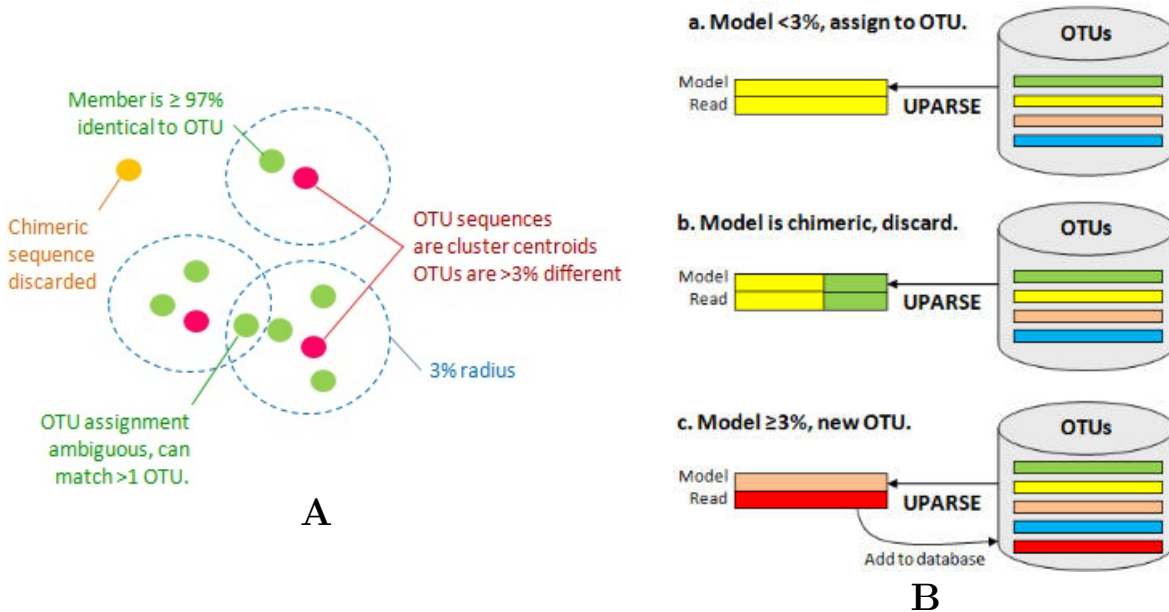 Member is ≥ 97%
identical to OTU
Chimeric
sequence
discarded
OTU sequences
are cluster centroids
OTUs are >3% different
3% radius
OTU assignment
ambiguous, can
match >1 OTU.
A
a. Model <3%, assign to OTU.
OTUs
Model
Read
UPARSE
b. Model is chimeric, discard.
OTUs
Model
Read
UPARSE
c. Model ≥3%, new OTU.
OTUs
Model
Read
UPARSE
Add to database
B